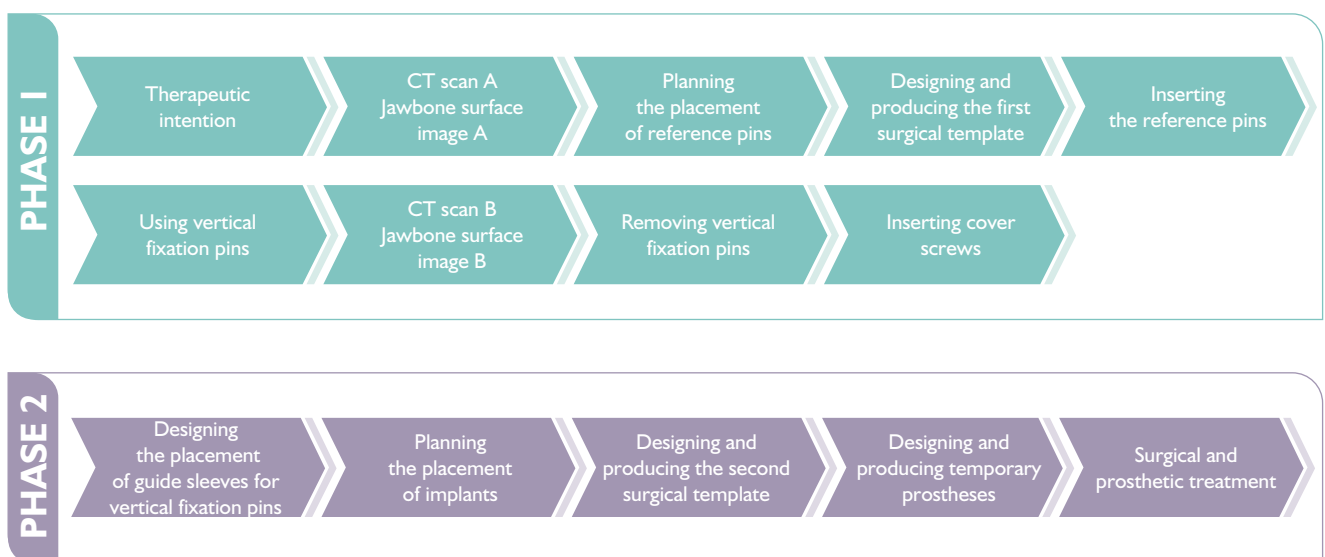 PHASE 1
Therapeutic
intention
CT scan A
Jawbone surface
image A
Planning
the placement
of reference pins
Designing and
producing the first
surgical template
Inserting
the reference pins
Using vertical
fixation pins
CT scan B
Jawbone surface
image B
Removing vertical
fixation pins
Inserting cover
screws
PHASE 2
Designing
the placement
of guide sleeves for
vertical fixation pins
Planning
the placement
of implants
Designing and
producing the second
surgical template
Designing and
producing temporary
prostheses
Surgical and
prosthetic treatment